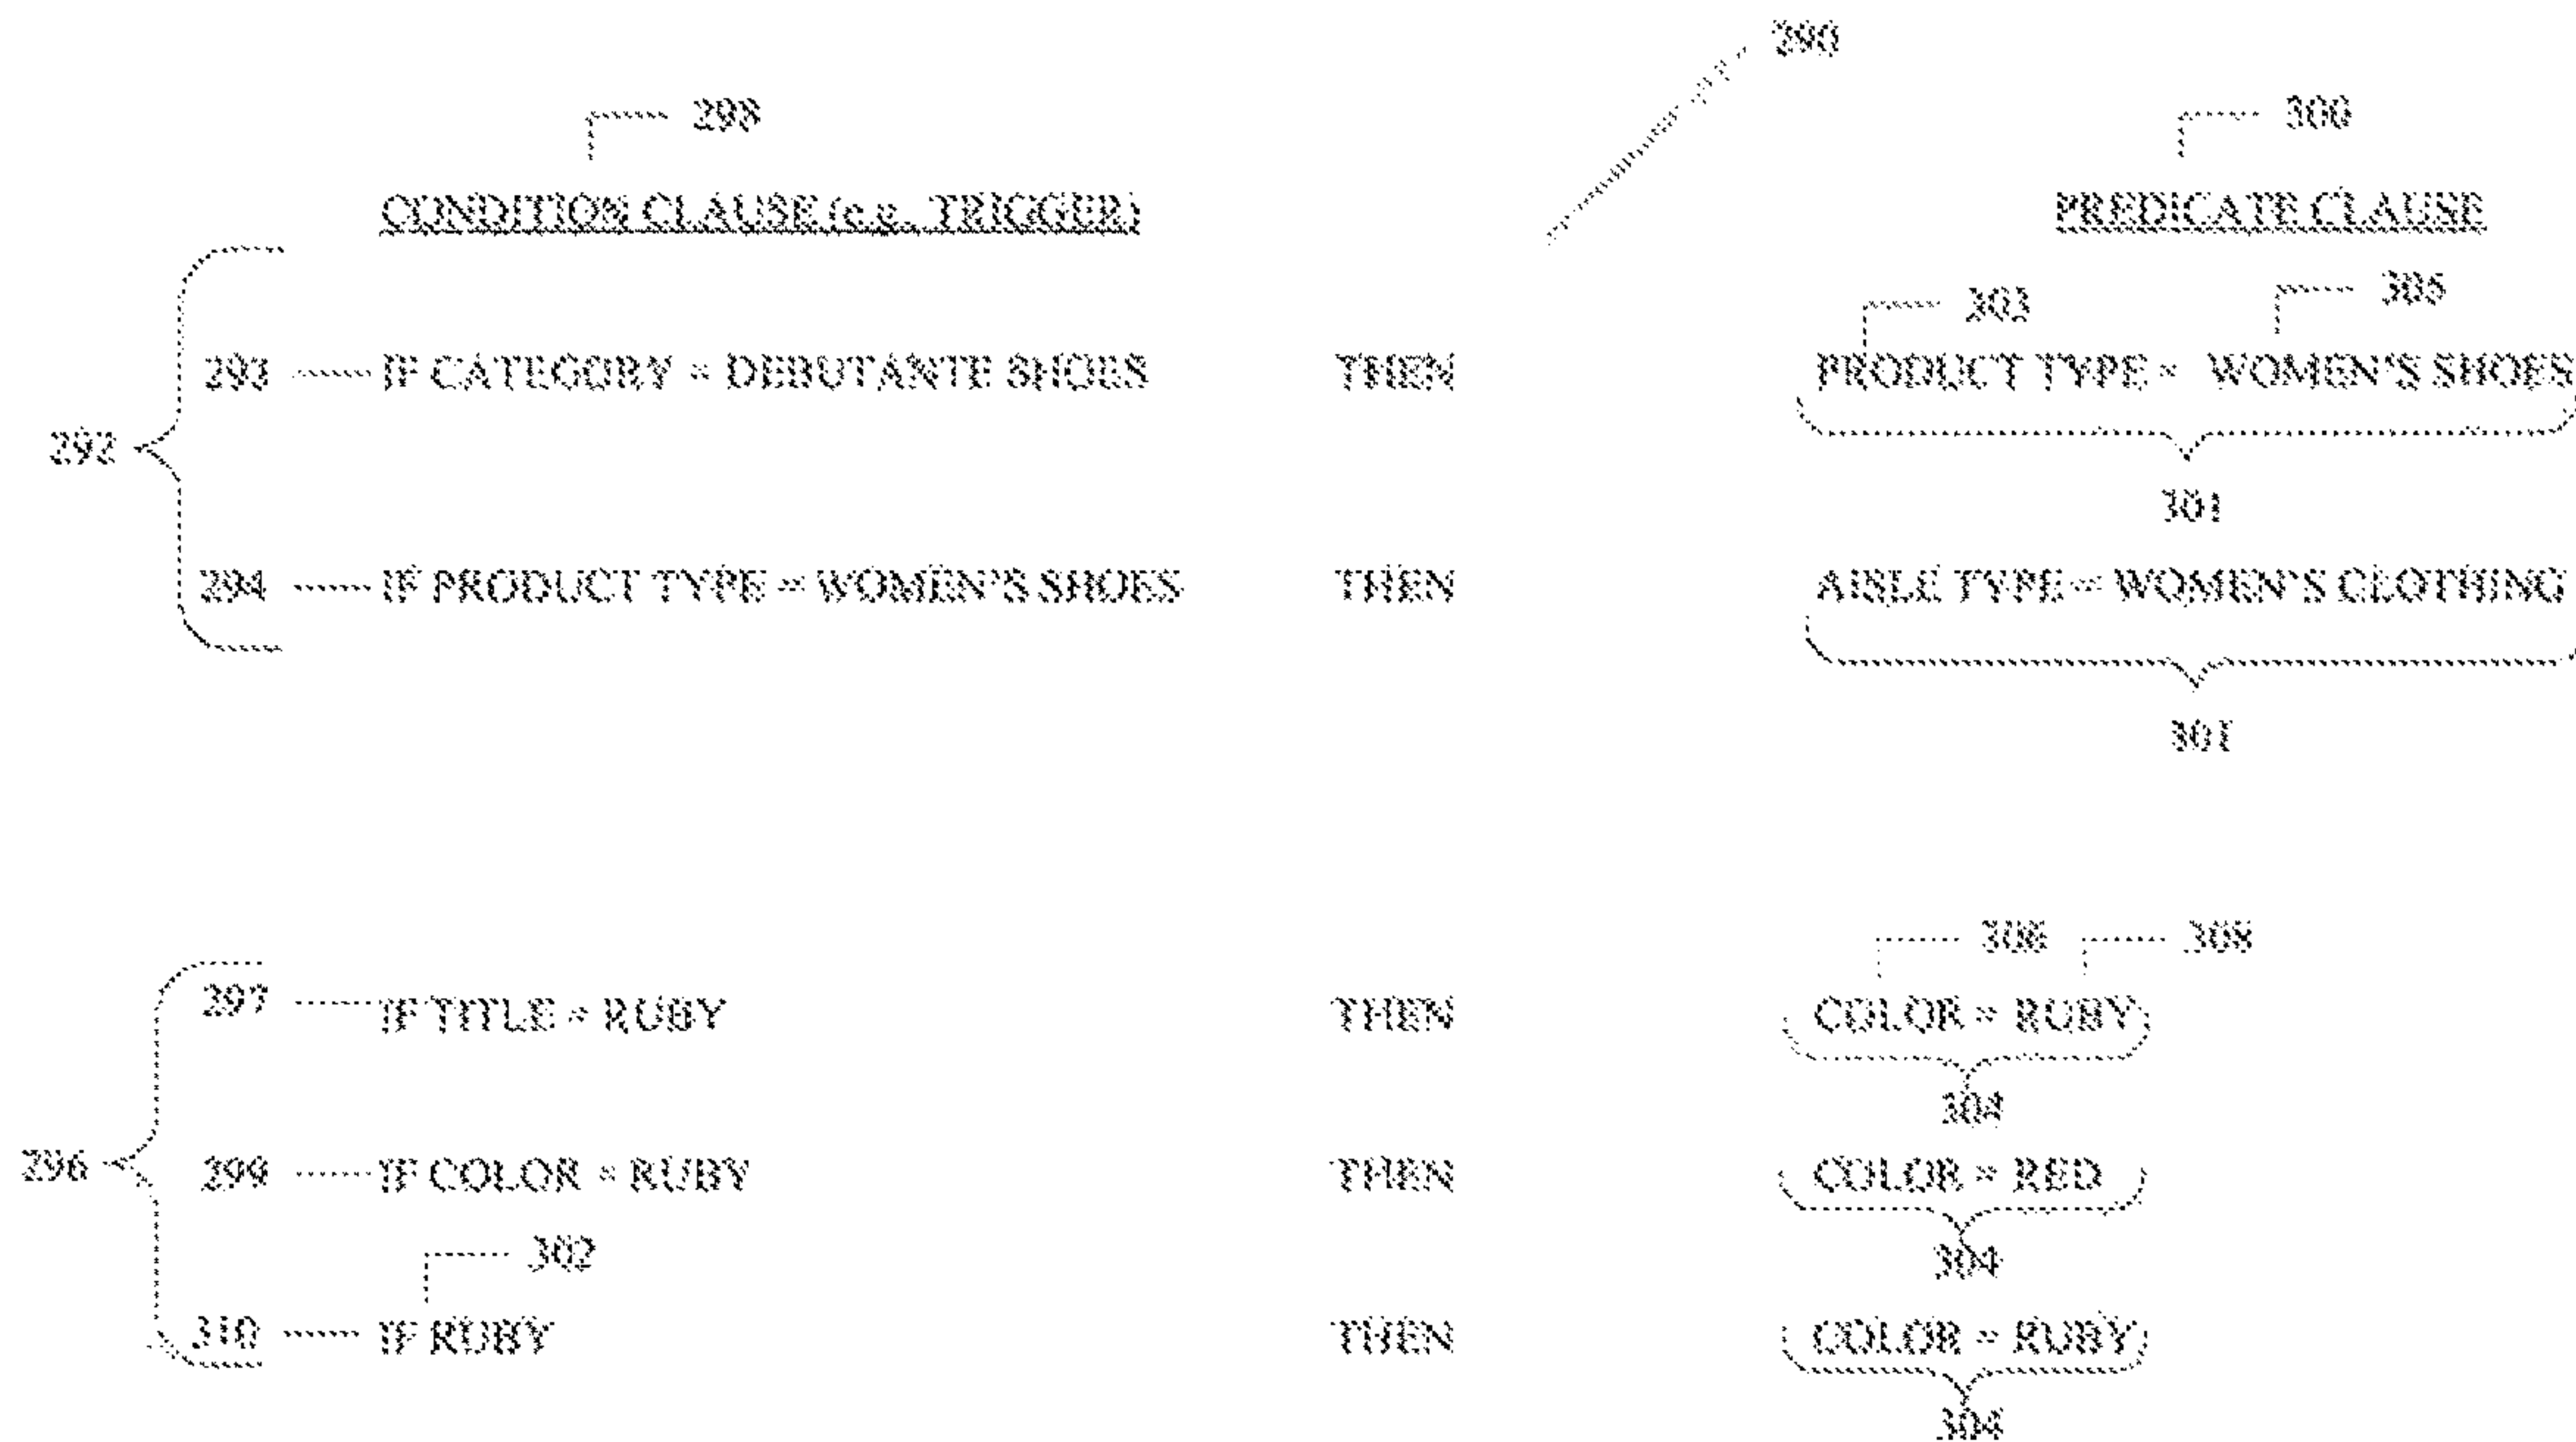 290
298
300
CONDITION CLAUSE (e.g., TRIGGER)
PREDICATE CLAUSE
303
305
293 IF CATEGORY = DEBUTANTE SHOES THEN PRODUCT TYPE = WOMEN'S SHOES
292
301
294 IF PRODUCT TYPE = WOMEN'S SHOES THEN AISLE TYPE = WOMEN'S CLOTHING
301
306
308
297 IF TITLE = RUBY THEN COLOR = RUBY
304
296
299 IF COLOR = RUBY THEN COLOR = RED
302
304
310 IF RUBY THEN COLOR = RUBY
304